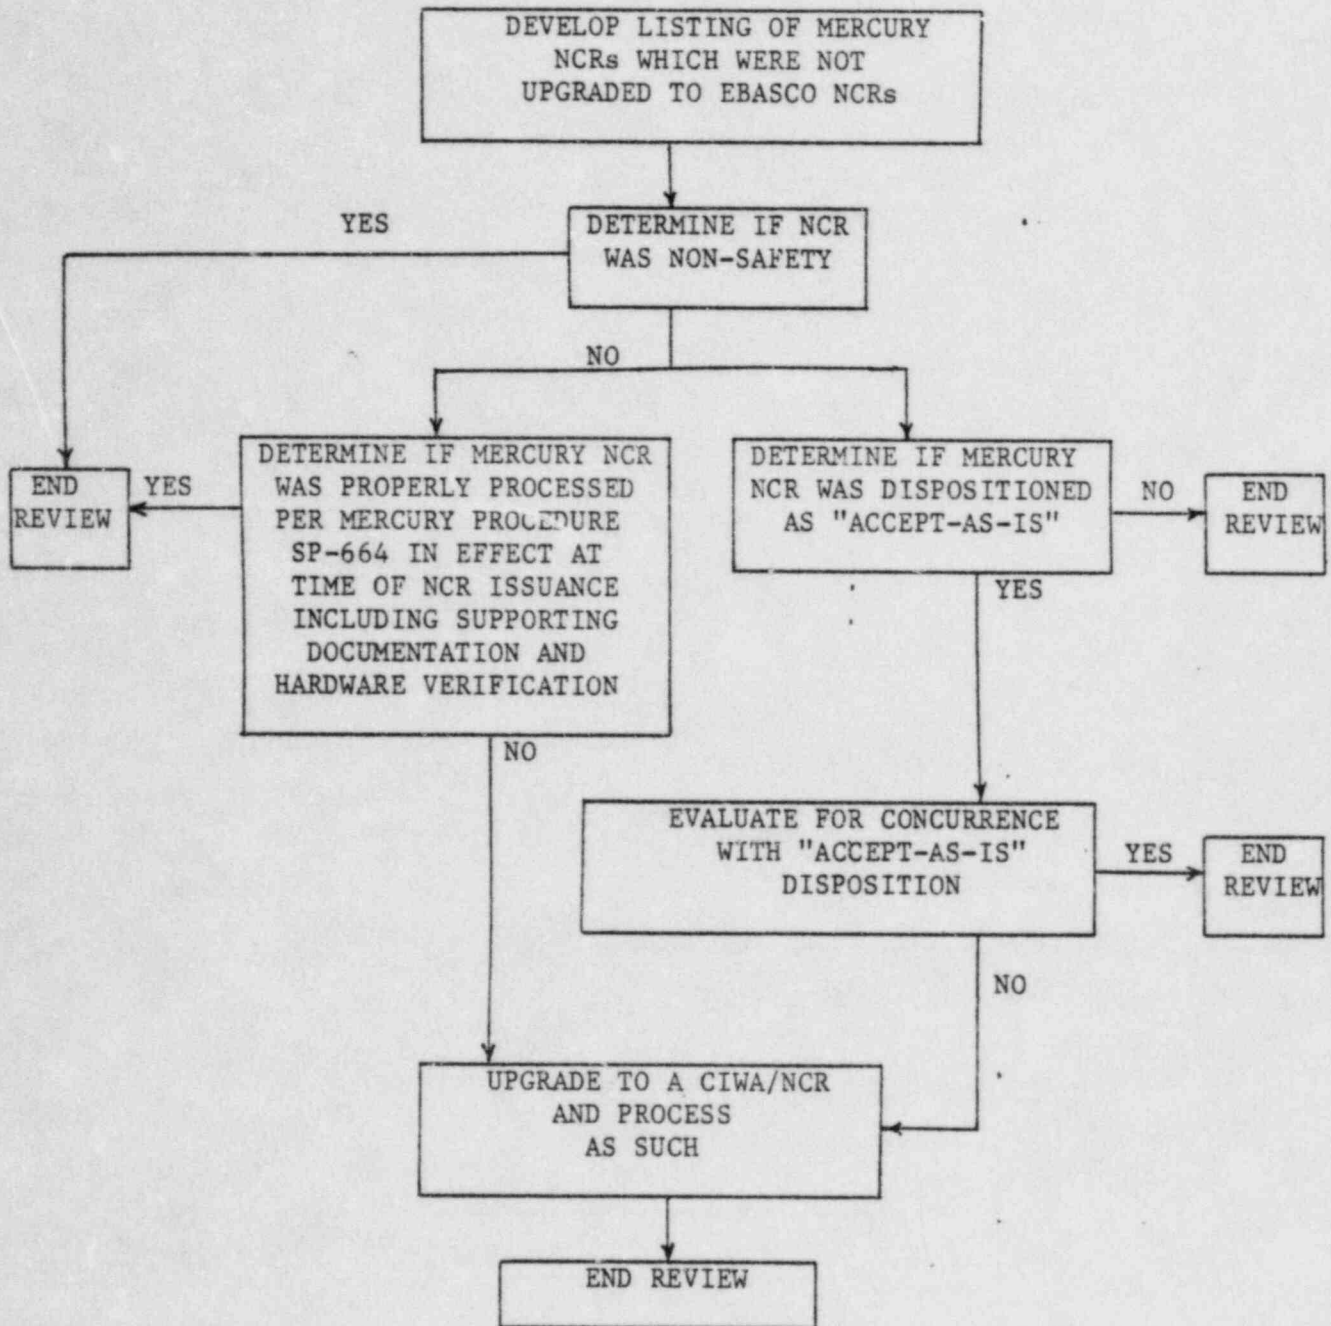 DEVELOP LISTING OF MERCURY
NCRs WHICH WERE NOT
UPGRADED TO EBASCO NCRs
YES
DETERMINE IF NCR
WAS NON-SAFETY
NO
END
REVIEW
YES
DETERMINE IF MERCURY NCR
WAS PROPERLY PROCESSED
PER MERCURY PROCEDURE
SP-664 IN EFFECT AT
TIME OF NCR ISSUANCE
INCLUDING SUPPORTING
DOCUMENTATION AND
HARDWARE VERIFICATION
NO
DETERMINE IF MERCURY
NCR WAS DISPOSITIONED
AS "ACCEPT-AS-IS"
NO
END
REVIEW
YES
EVALUATE FOR CONCURRENCE
WITH "ACCEPT-AS-IS"
DISPOSITION
YES
END
REVIEW
NO
UPGRADE TO A CIWA/NCR
AND PROCESS
AS SUCH
END REVIEW